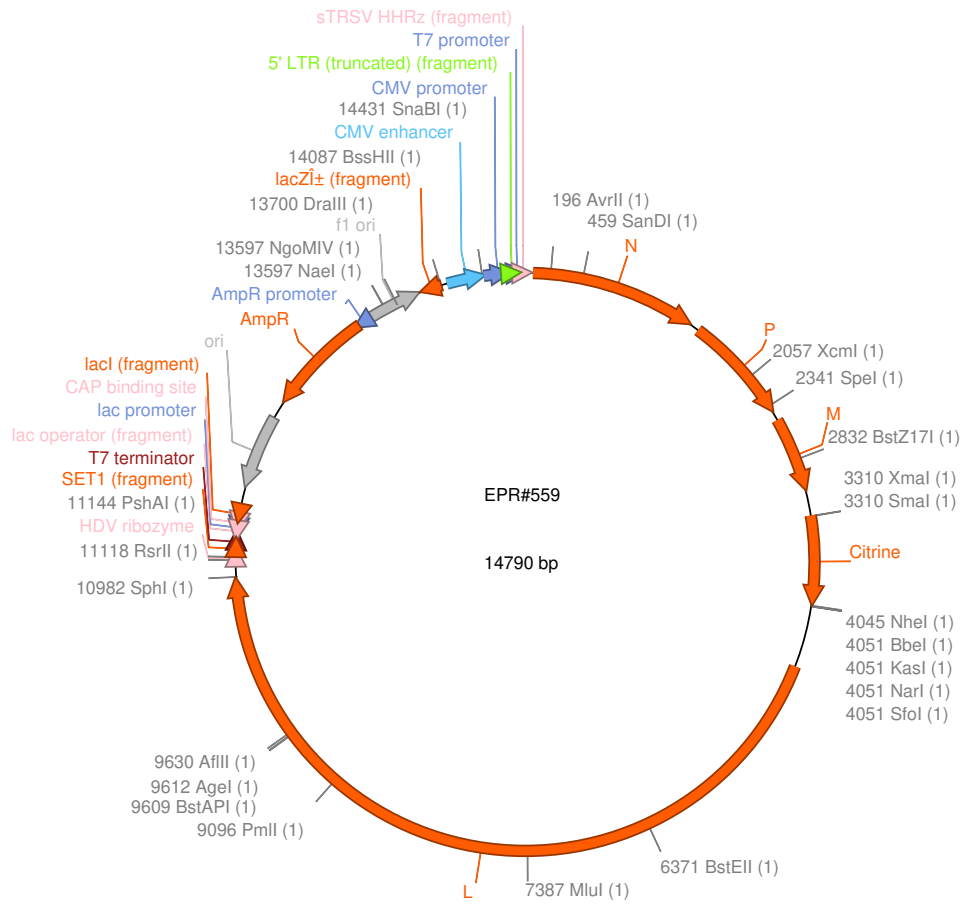 sTRSV HHRz (fragment)
T7 promoter
5' LTR (truncated) (fragment)
CMV promoter
14431 SnaBI (1)
CMV enhancer
14087 BssHII (1)
lacZÎ± (fragment)
13700 DraIII (1)
f1 ori
13597 NgoMIV (1)
13597 NaeI (1)
AmpR promoter
AmpR
ori
lacI (fragment)
CAP binding site
lac promoter
lac operator (fragment)
T7 terminator
SET1 (fragment)
11144 PshAI (1)
HDV ribozyme
11118 RsrII (1)
10982 SphI (1)
196 AvrII (1)
459 SanDI (1)
N
P
2057 XcmI (1)
2341 SpeI (1)
M
2832 BstZ17I (1)
3310 XmaI (1)
3310 SmaI (1)
EPR#559
14790 bp
Citrine
4045 NheI (1)
4051 BbeI (1)
4051 KasI (1)
4051 NarI (1)
4051 SfoI (1)
9630 AflII (1)
9612 AgeI (1)
9609 BstAPI (1)
9096 PmlI (1)
6371 BstEII (1)
7387 MluI (1)
L